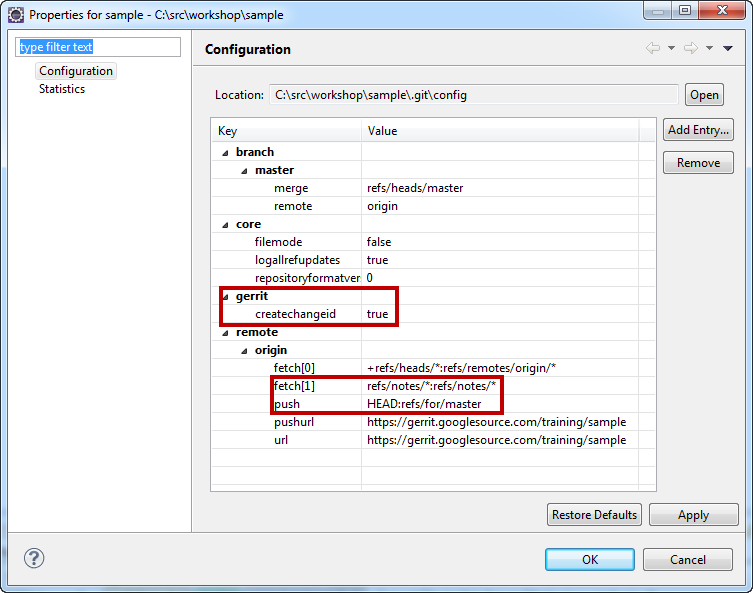 Properties for sample - C:\src\workshop\sample
type filter text
Configuration
Statistics
Configuration
Location: C:\src\workshop\sample\.git\config Open
Key Value
Add Entry...
Remove
branch
master
merge refs/heads/master
remote origin
core
filemode false
logallrefupdates true
repositoryformatver 0
gerrit
createchangeid true
remote
origin
fetch[0] +refs/heads/*:refs/remotes/origin/*
fetch[1] refs/notes/*:refs/notes/*
push HEAD:refs/for/master
pushurl https://gerrit.googlesource.com/training/sample
url https://gerrit.googlesource.com/training/sample
Restore Defaults Apply
? OK Cancel